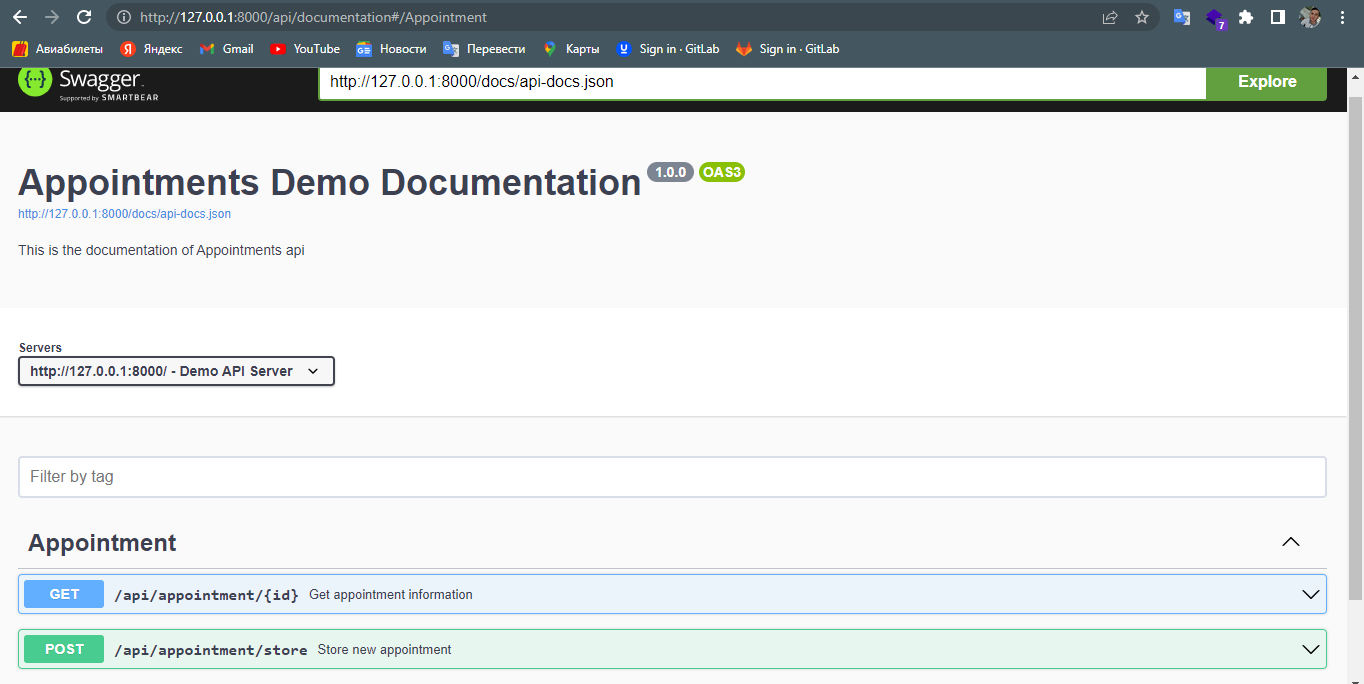 http://127.0.0.1:8000/api/documentation#/Appointment
7
Авиабилеты Яндекс Gmail YouTube Новости Перевести Карты Sign in · GitLab Sign in · GitLab
Swagger.
Supported by SMARTBEAR
http://127.0.0.1:8000/docs/api-docs.json Explore
Appointments Demo Documentation 1.0.0 OAS3
http://127.0.0.1:8000/docs/api-docs.json
This is the documentation of Appointments api
Servers
http://127.0.0.1:8000/ - Demo API Server
Filter by tag
Appointment
GET /api/appointment/{id} Get appointment information
POST /api/appointment/store Store new appointment